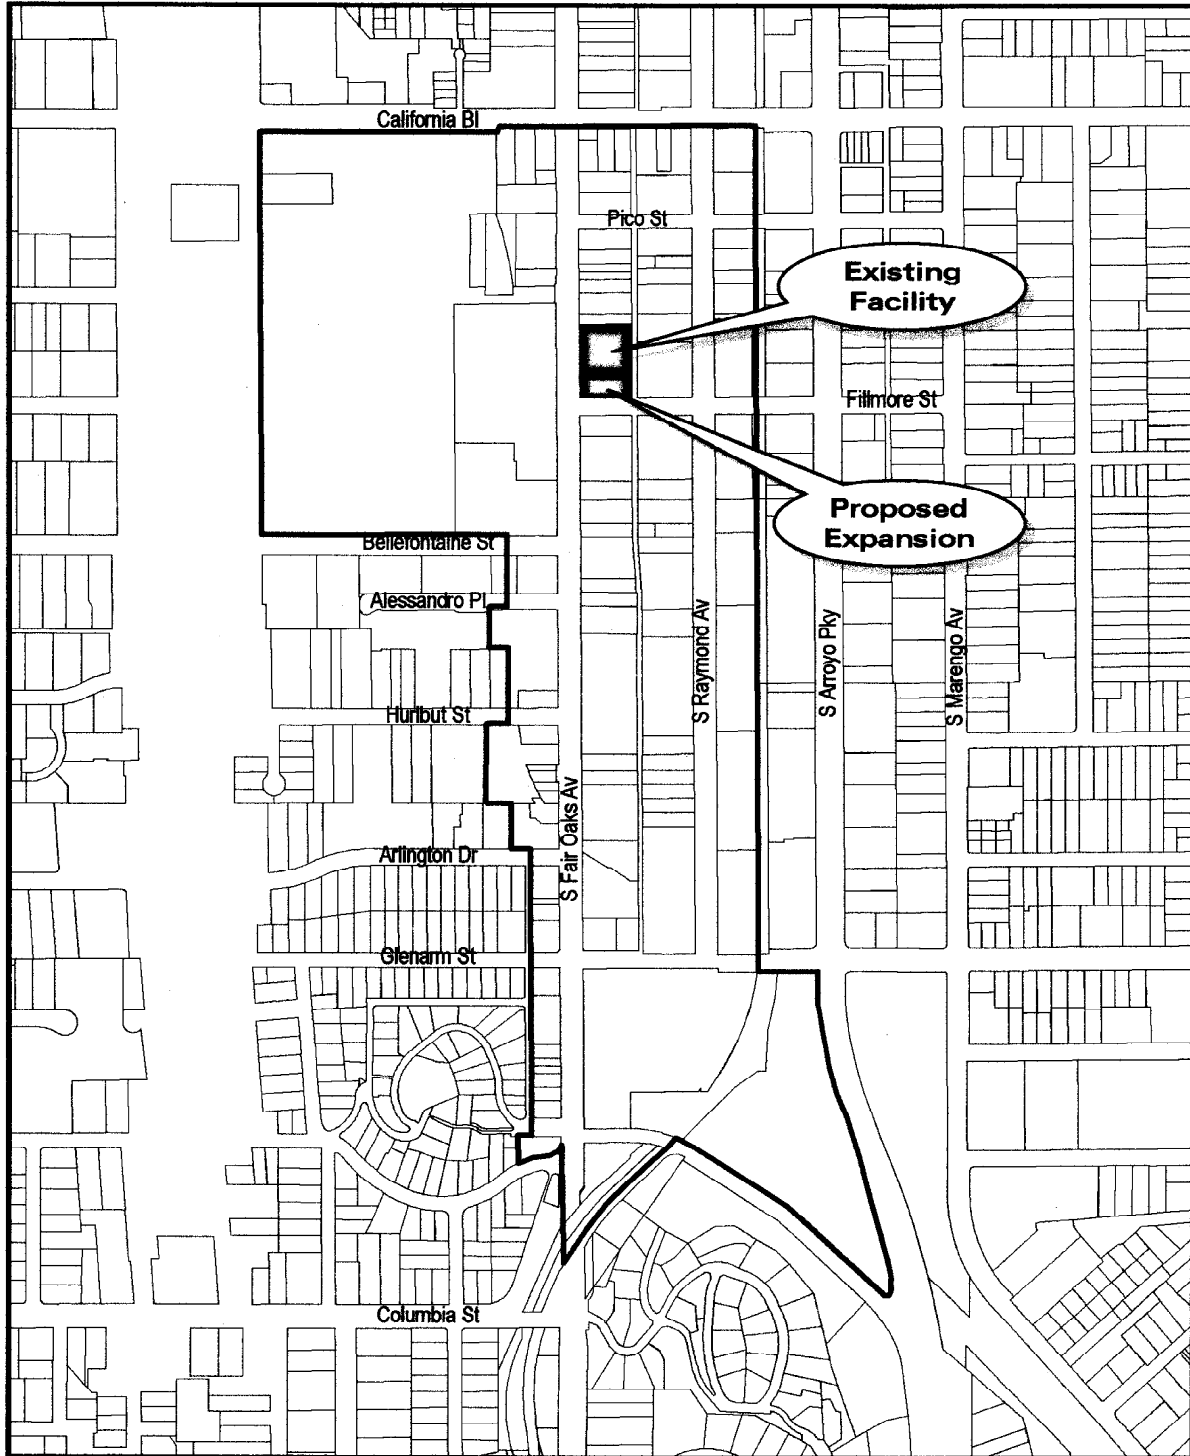 California Bl
Pico St
Existing
Facility
Fillmore St
Proposed
Expansion
Bellefontaine St
Alessandro Pl
S Raymond Av
S Arroyo Pky
S Marengo Av
Hurlbut St
S Fair Oaks Av
Arlington Dr
Glenarm St
Columbia St